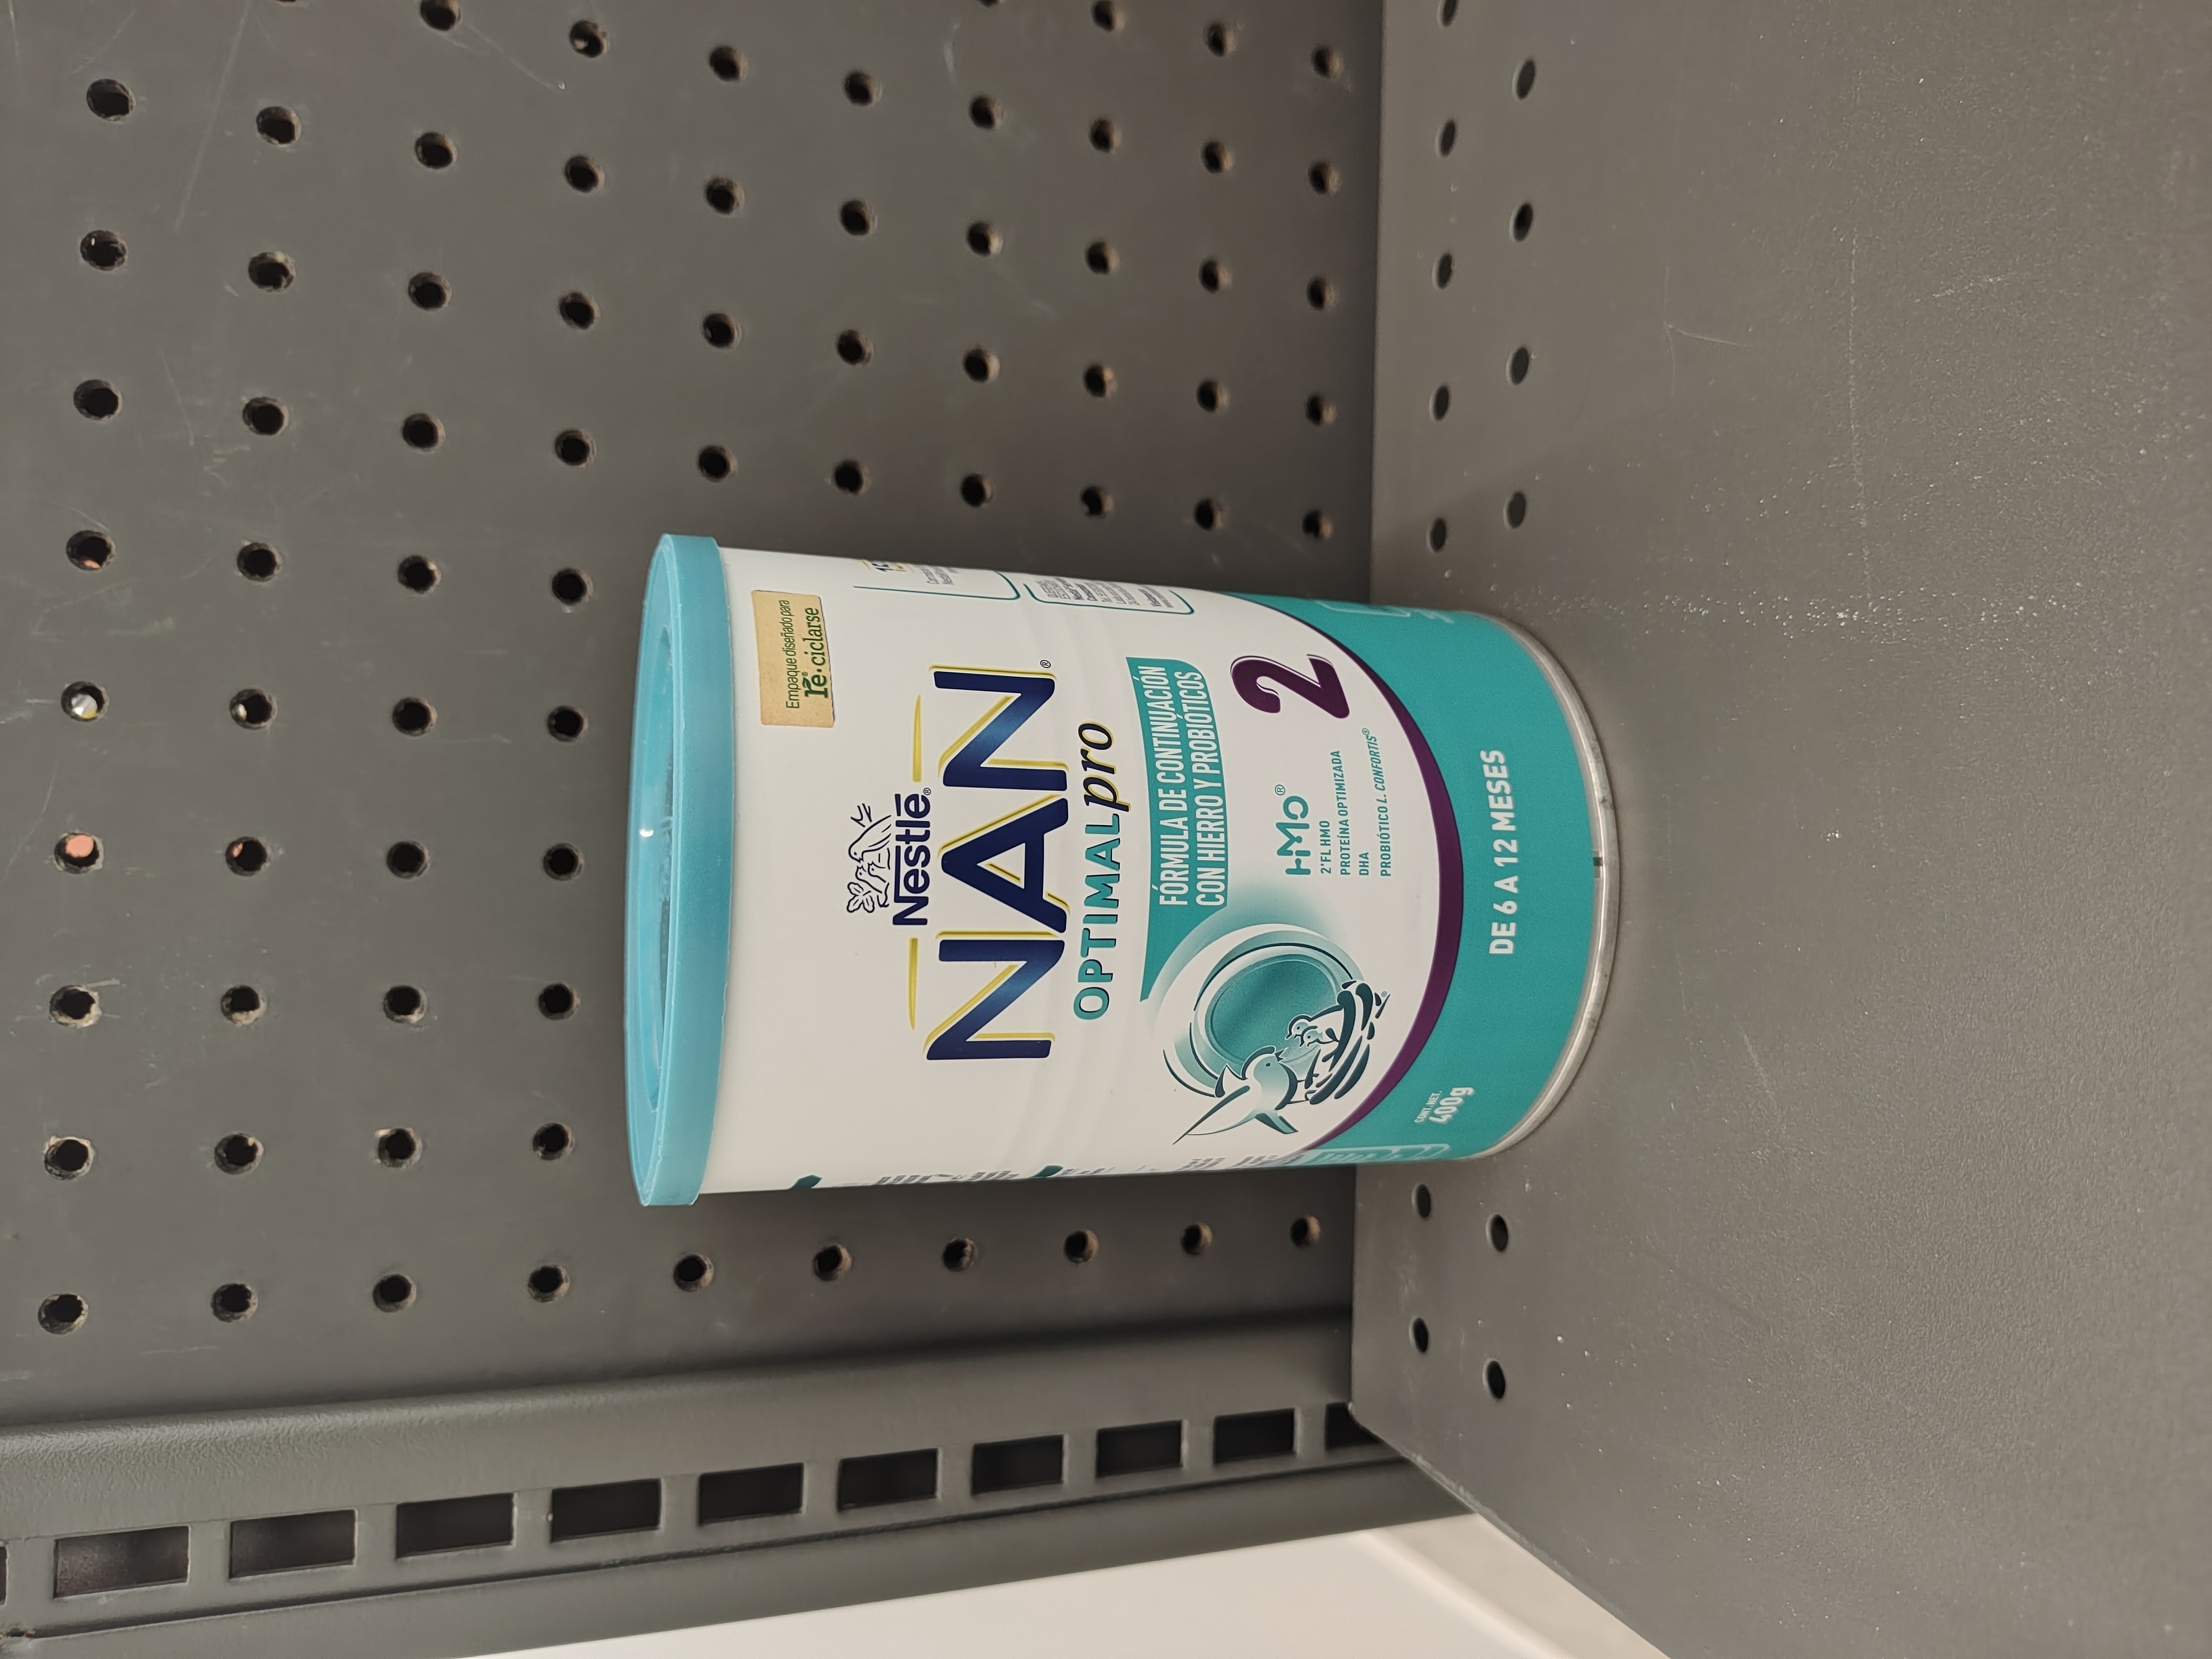 Empaque diseñado para
re®·ciclarse
Nestlé®
NAN®
OPTIMALpro
FÓRMULA DE CONTINUACIÓN
CON HIERRO Y PROBIÓTICOS
2
HMO®
2'FL HMO
PROTEÍNA OPTIMIZADA
DHA
PROBIÓTICO L. CONFORTIS®
CONT. NET.
400g
DE 6 A 12 MESES